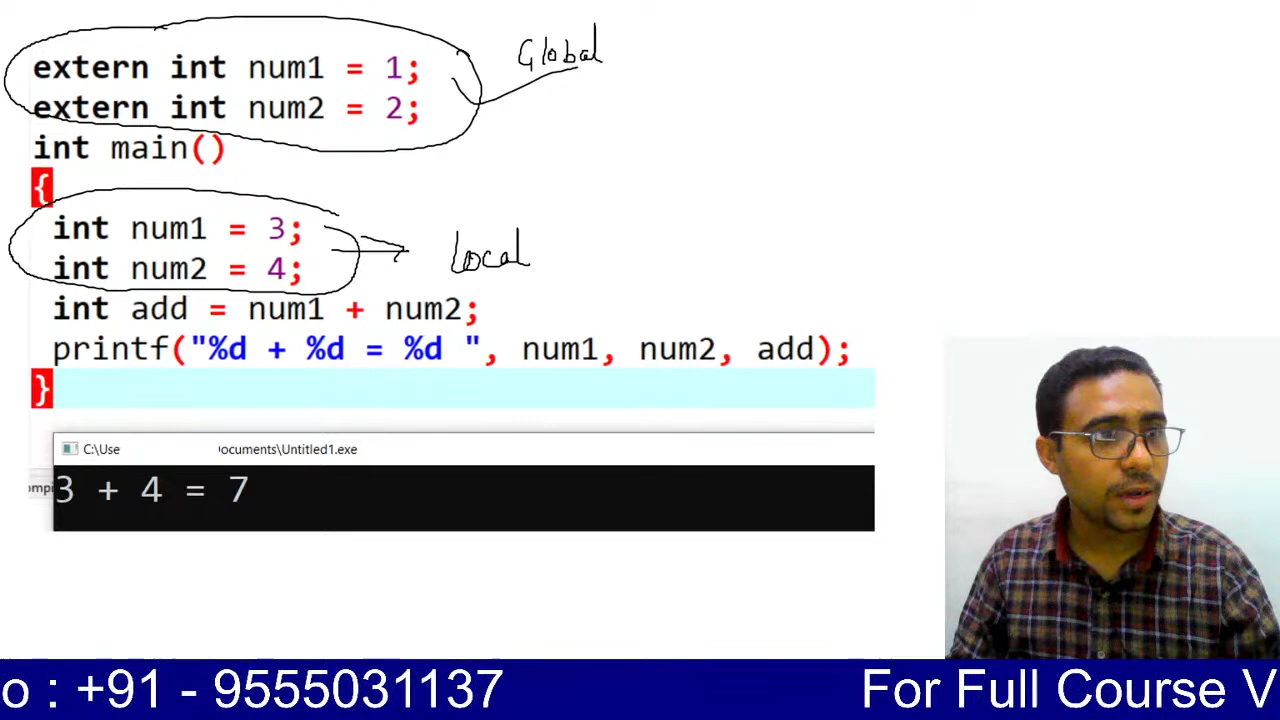 extern int num1 = 1;
Global
extern int num2 = 2;
int main()
{
int num1 = 3;
Local
int num2 = 4;
int add = num1 + num2;
printf("%d + %d = %d ", num1, num2, add);
}
C:\Use ocuments\Untitled1.exe
ompi
3 + 4 = 7
o : +91 - 9555031137 For Full Course V